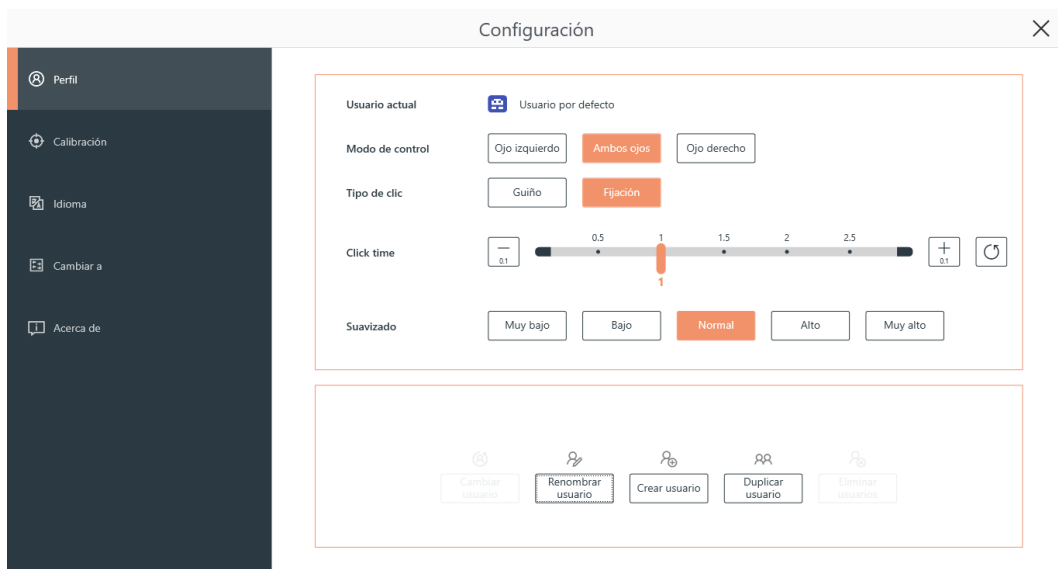 Configuración
Perfil
Calibración
Idioma
Cambiar a
Acerca de
Usuario actual
Usuario por defecto
Modo de control
Ojo izquierdo
Ambos ojos
Ojo derecho
Tipo de clic
Guiño
Fijación
Click time
0.1
0.5
1
1.5
2
2.5
0.1
1
Suavizado
Muy bajo
Bajo
Normal
Alto
Muy alto
Cambiar
usuario
Renombrar
usuario
Crear usuario
Duplicar
usuario
Eliminar
usuarios